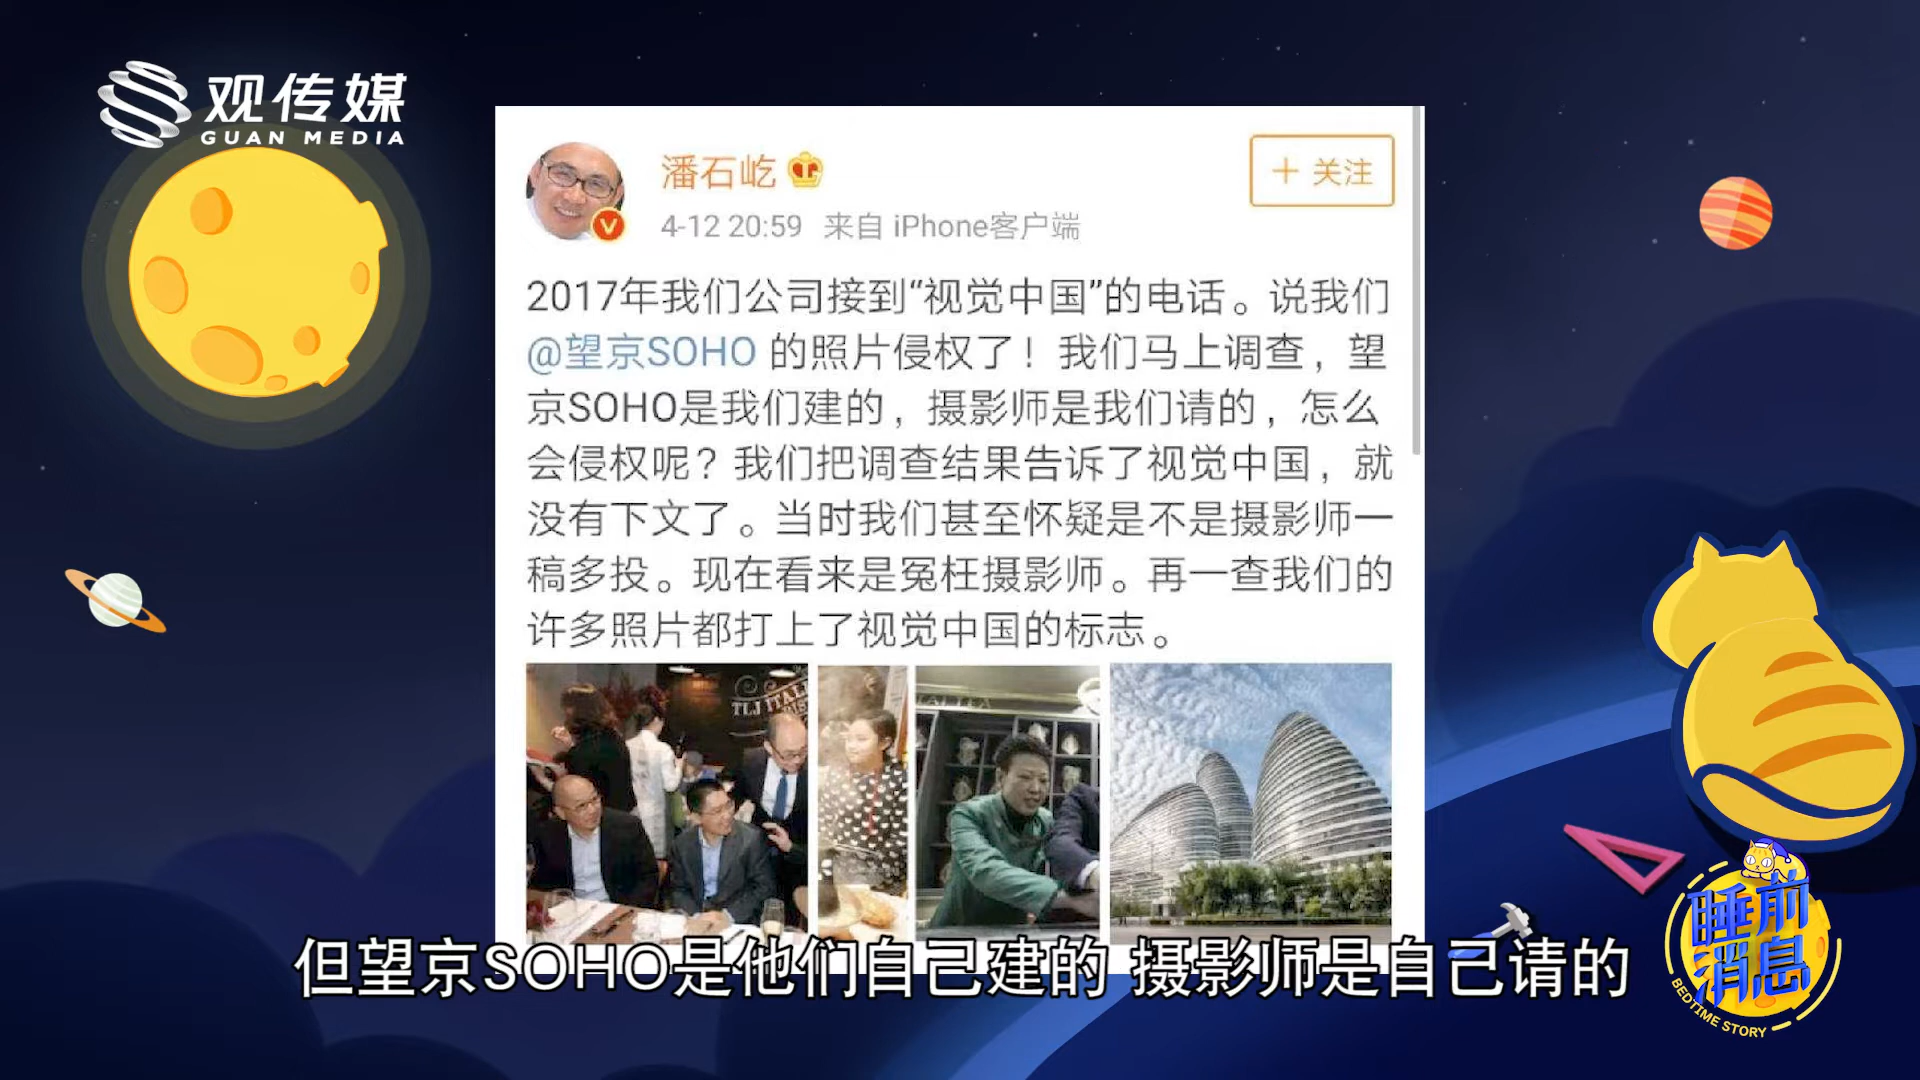 观传媒
GUAN MEDIA
潘石屹
+ 关注
4-12 20:59 来自 iPhone客户端
2017年我们公司接到“视觉中国”的电话。说我们
@望京SOHO 的照片侵权了！我们马上调查，望
京SOHO是我们建的，摄影师是我们请的，怎么
会侵权呢？我们把调查结果告诉了视觉中国，就
没有下文了。当时我们甚至怀疑是不是摄影师一
稿多投。现在看来是冤枉摄影师。再一查我们的
许多照片都打上了视觉中国的标志。
TLJ ITAL
但望京SOHO是他们自己建的 摄影师是自己请的
睡前
消息
BEDTIME STORY